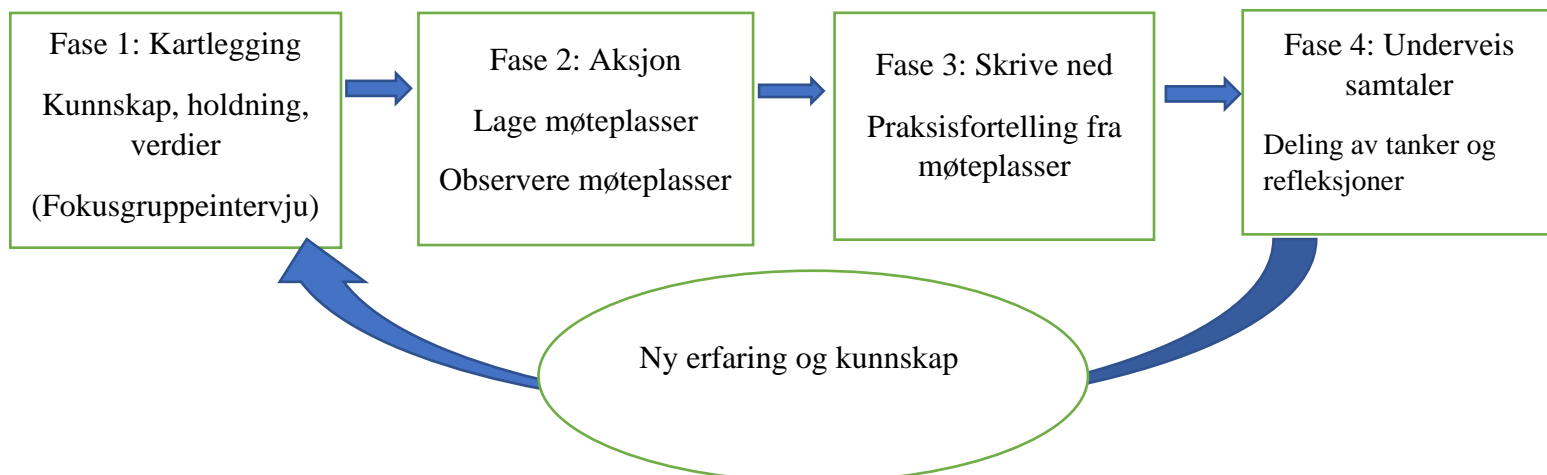 Fase 1: Kartlegging
Kunnskap, holdning,
verdier
(Fokusgruppeintervju)
Fase 2: Aksjon
Lage møteplasser
Observere møteplasser
Fase 3: Skrive ned
Praksisfortelling fra
møteplasser
Fase 4: Underveis
samtaler
Deling av tanker og
refleksjoner
Ny erfaring og kunnskap